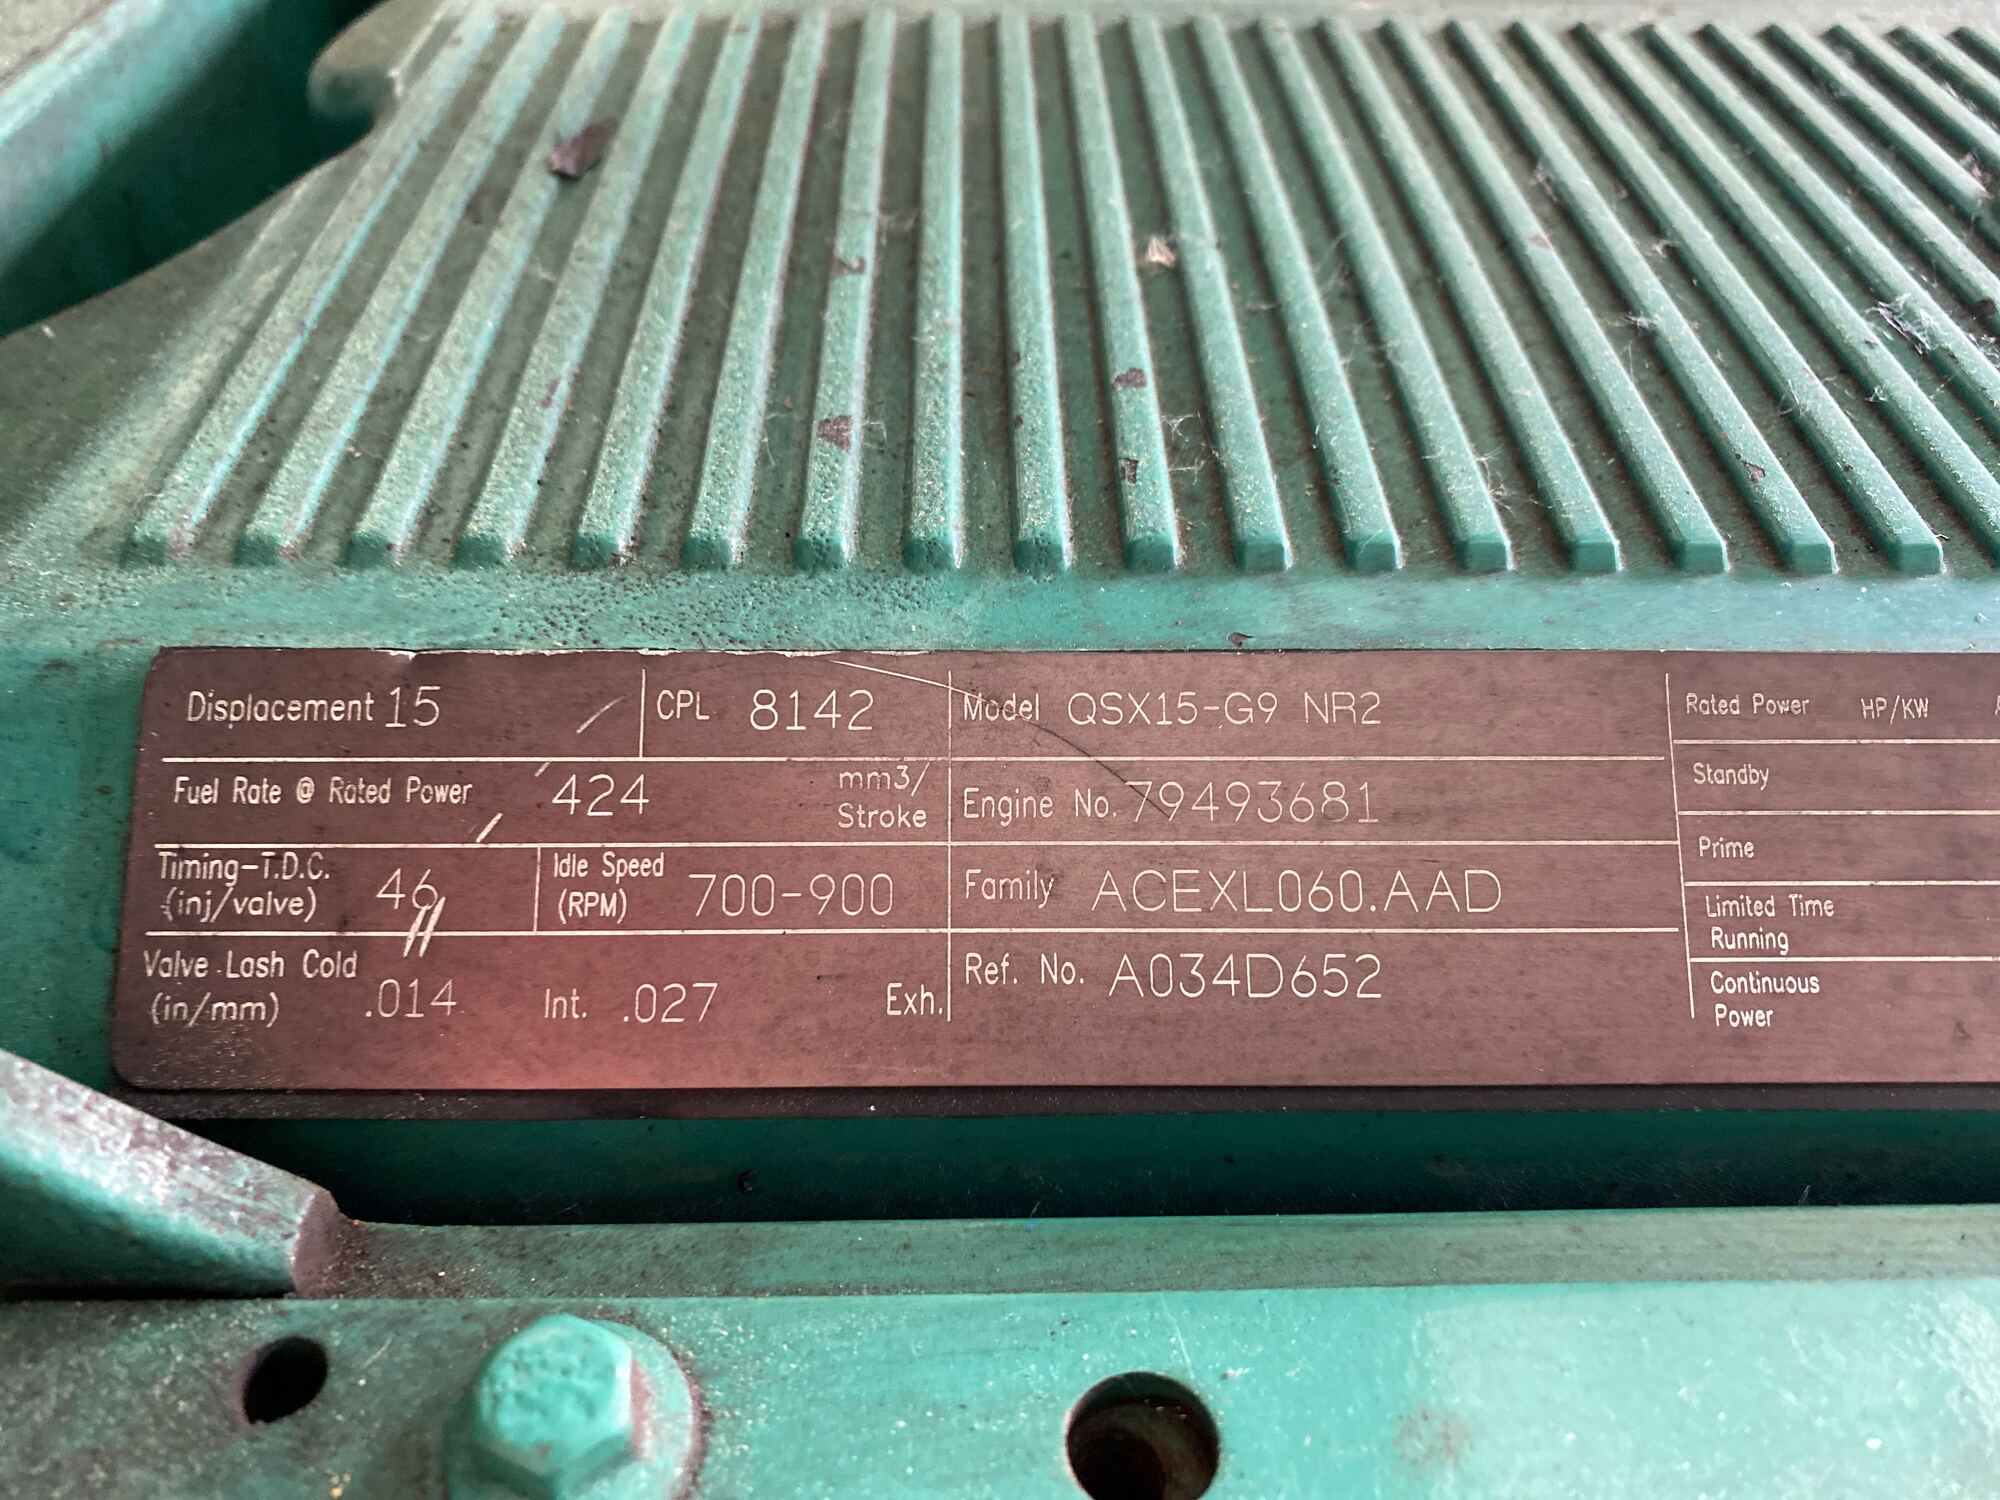 Displacement 15 CPL 8142
Fuel Rate @ Rated Power 424 mm3/
Stroke
Timing-T.D.C.
(inj/valve) 46
Idle Speed
(RPM) 700-900
Valve Lash Cold
(in/mm) .014 Int. .027 Exh.
Model QSX15-G9 NR2
Engine No. 79493681
Family ACEXL060.AAD
Ref. No. A034D652
Rated Power HP/KW
Standby
Prime
Limited Time
Running
Continuous
Power